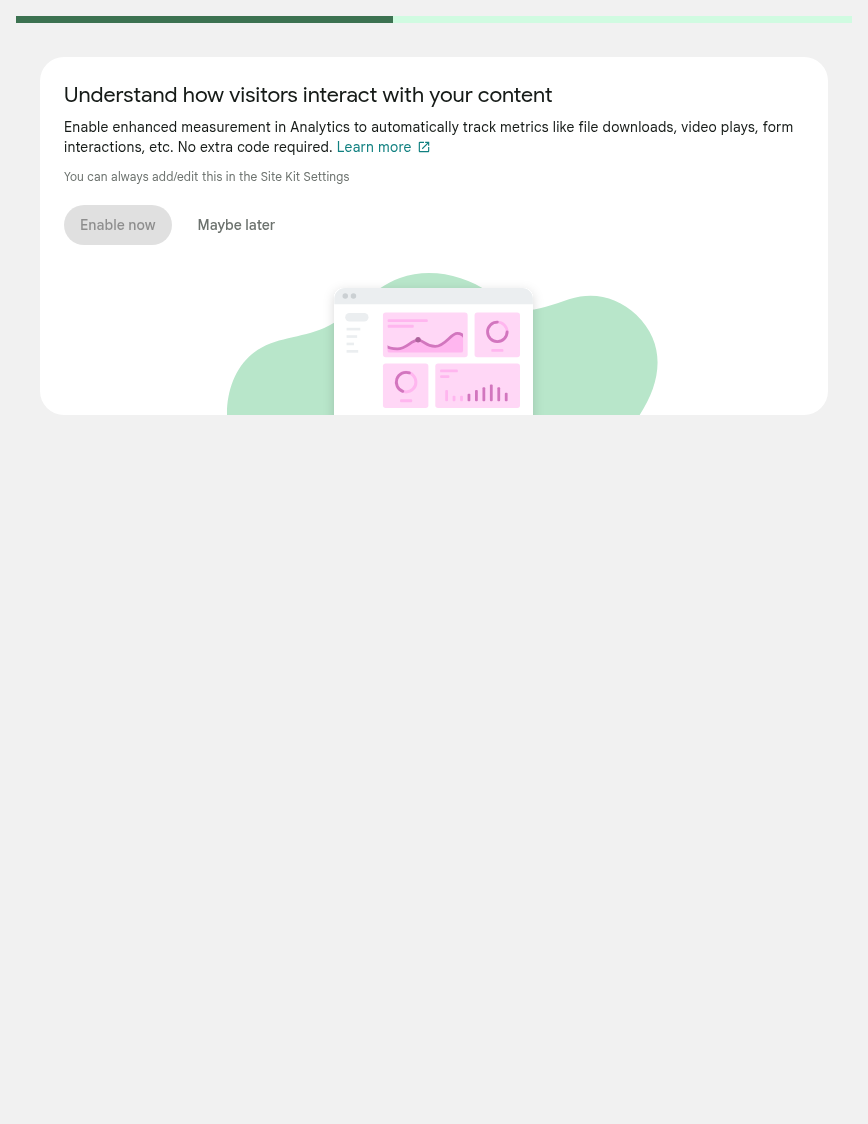 Understand how visitors interact with your content
Enable enhanced measurement in Analytics to automatically track metrics like file downloads, video plays, form
interactions, etc. No extra code required. Learn more
You can always add/edit this in the Site Kit Settings
Enable now Maybe later